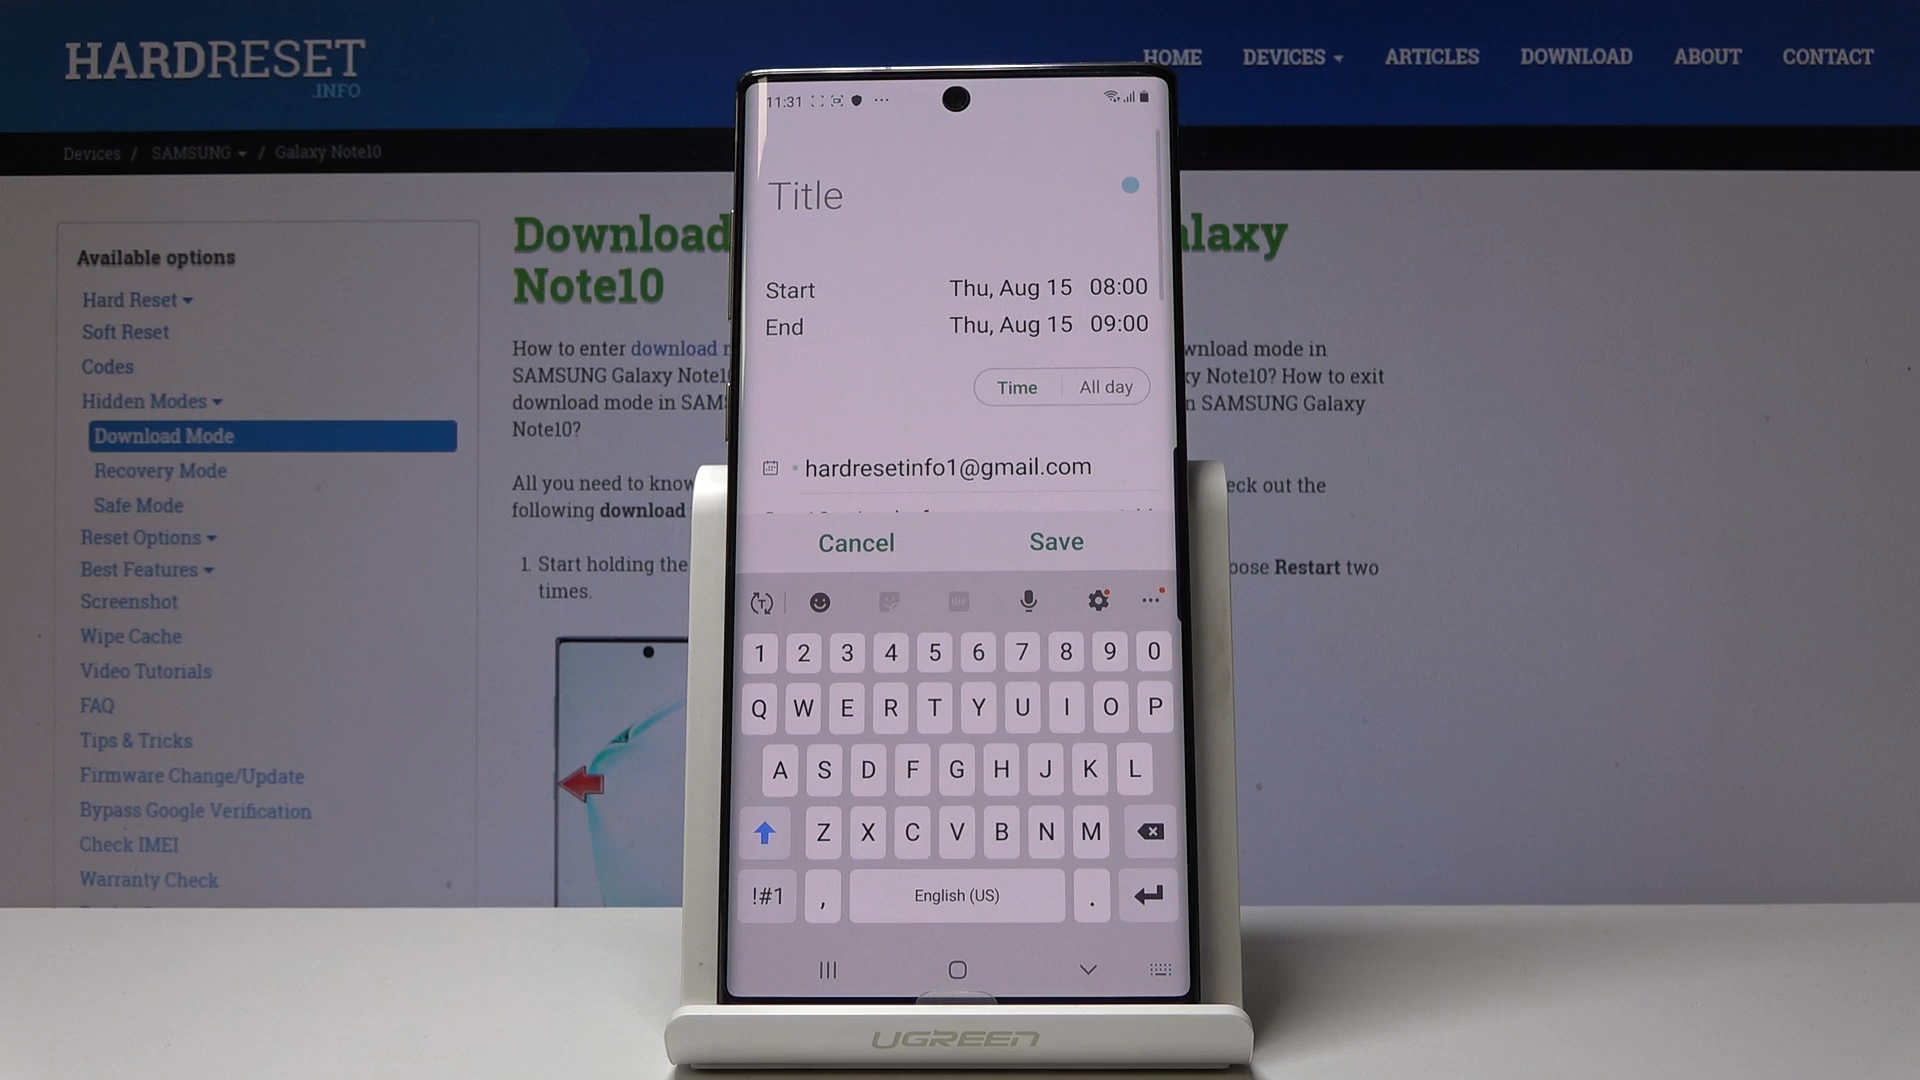 HARDRESET
.INFO
HOME DEVICES ARTICLES DOWNLOAD ABOUT CONTACT
Devices / SAMSUNG / Galaxy Note10
Available options
Hard Reset
Soft Reset
Codes
Hidden Modes
Download Mode
Recovery Mode
Safe Mode
Reset Options
Best Features
Screenshot
Wipe Cache
Video Tutorials
FAQ
Tips & Tricks
Firmware Change/Update
Bypass Google Verification
Check IMEI
Warranty Check
Download alaxy
Note10
How to enter download wnload mode in
SAMSUNG Galaxy Note10 y Note10? How to exit
download mode in SAMS n SAMSUNG Galaxy
Note10?
All you need to know eck out the
following download
1. Start holding the oose Restart two
times.
11:31
Title
Start Thu, Aug 15 08:00
End Thu, Aug 15 09:00
Time All day
hardresetinfo1@gmail.com
Cancel Save
GIF
1 2 3 4 5 6 7 8 9 0
Q W E R T Y U I O P
A S D F G H J K L
Z X C V B N M
!#1 , English (US) .
UGREEN